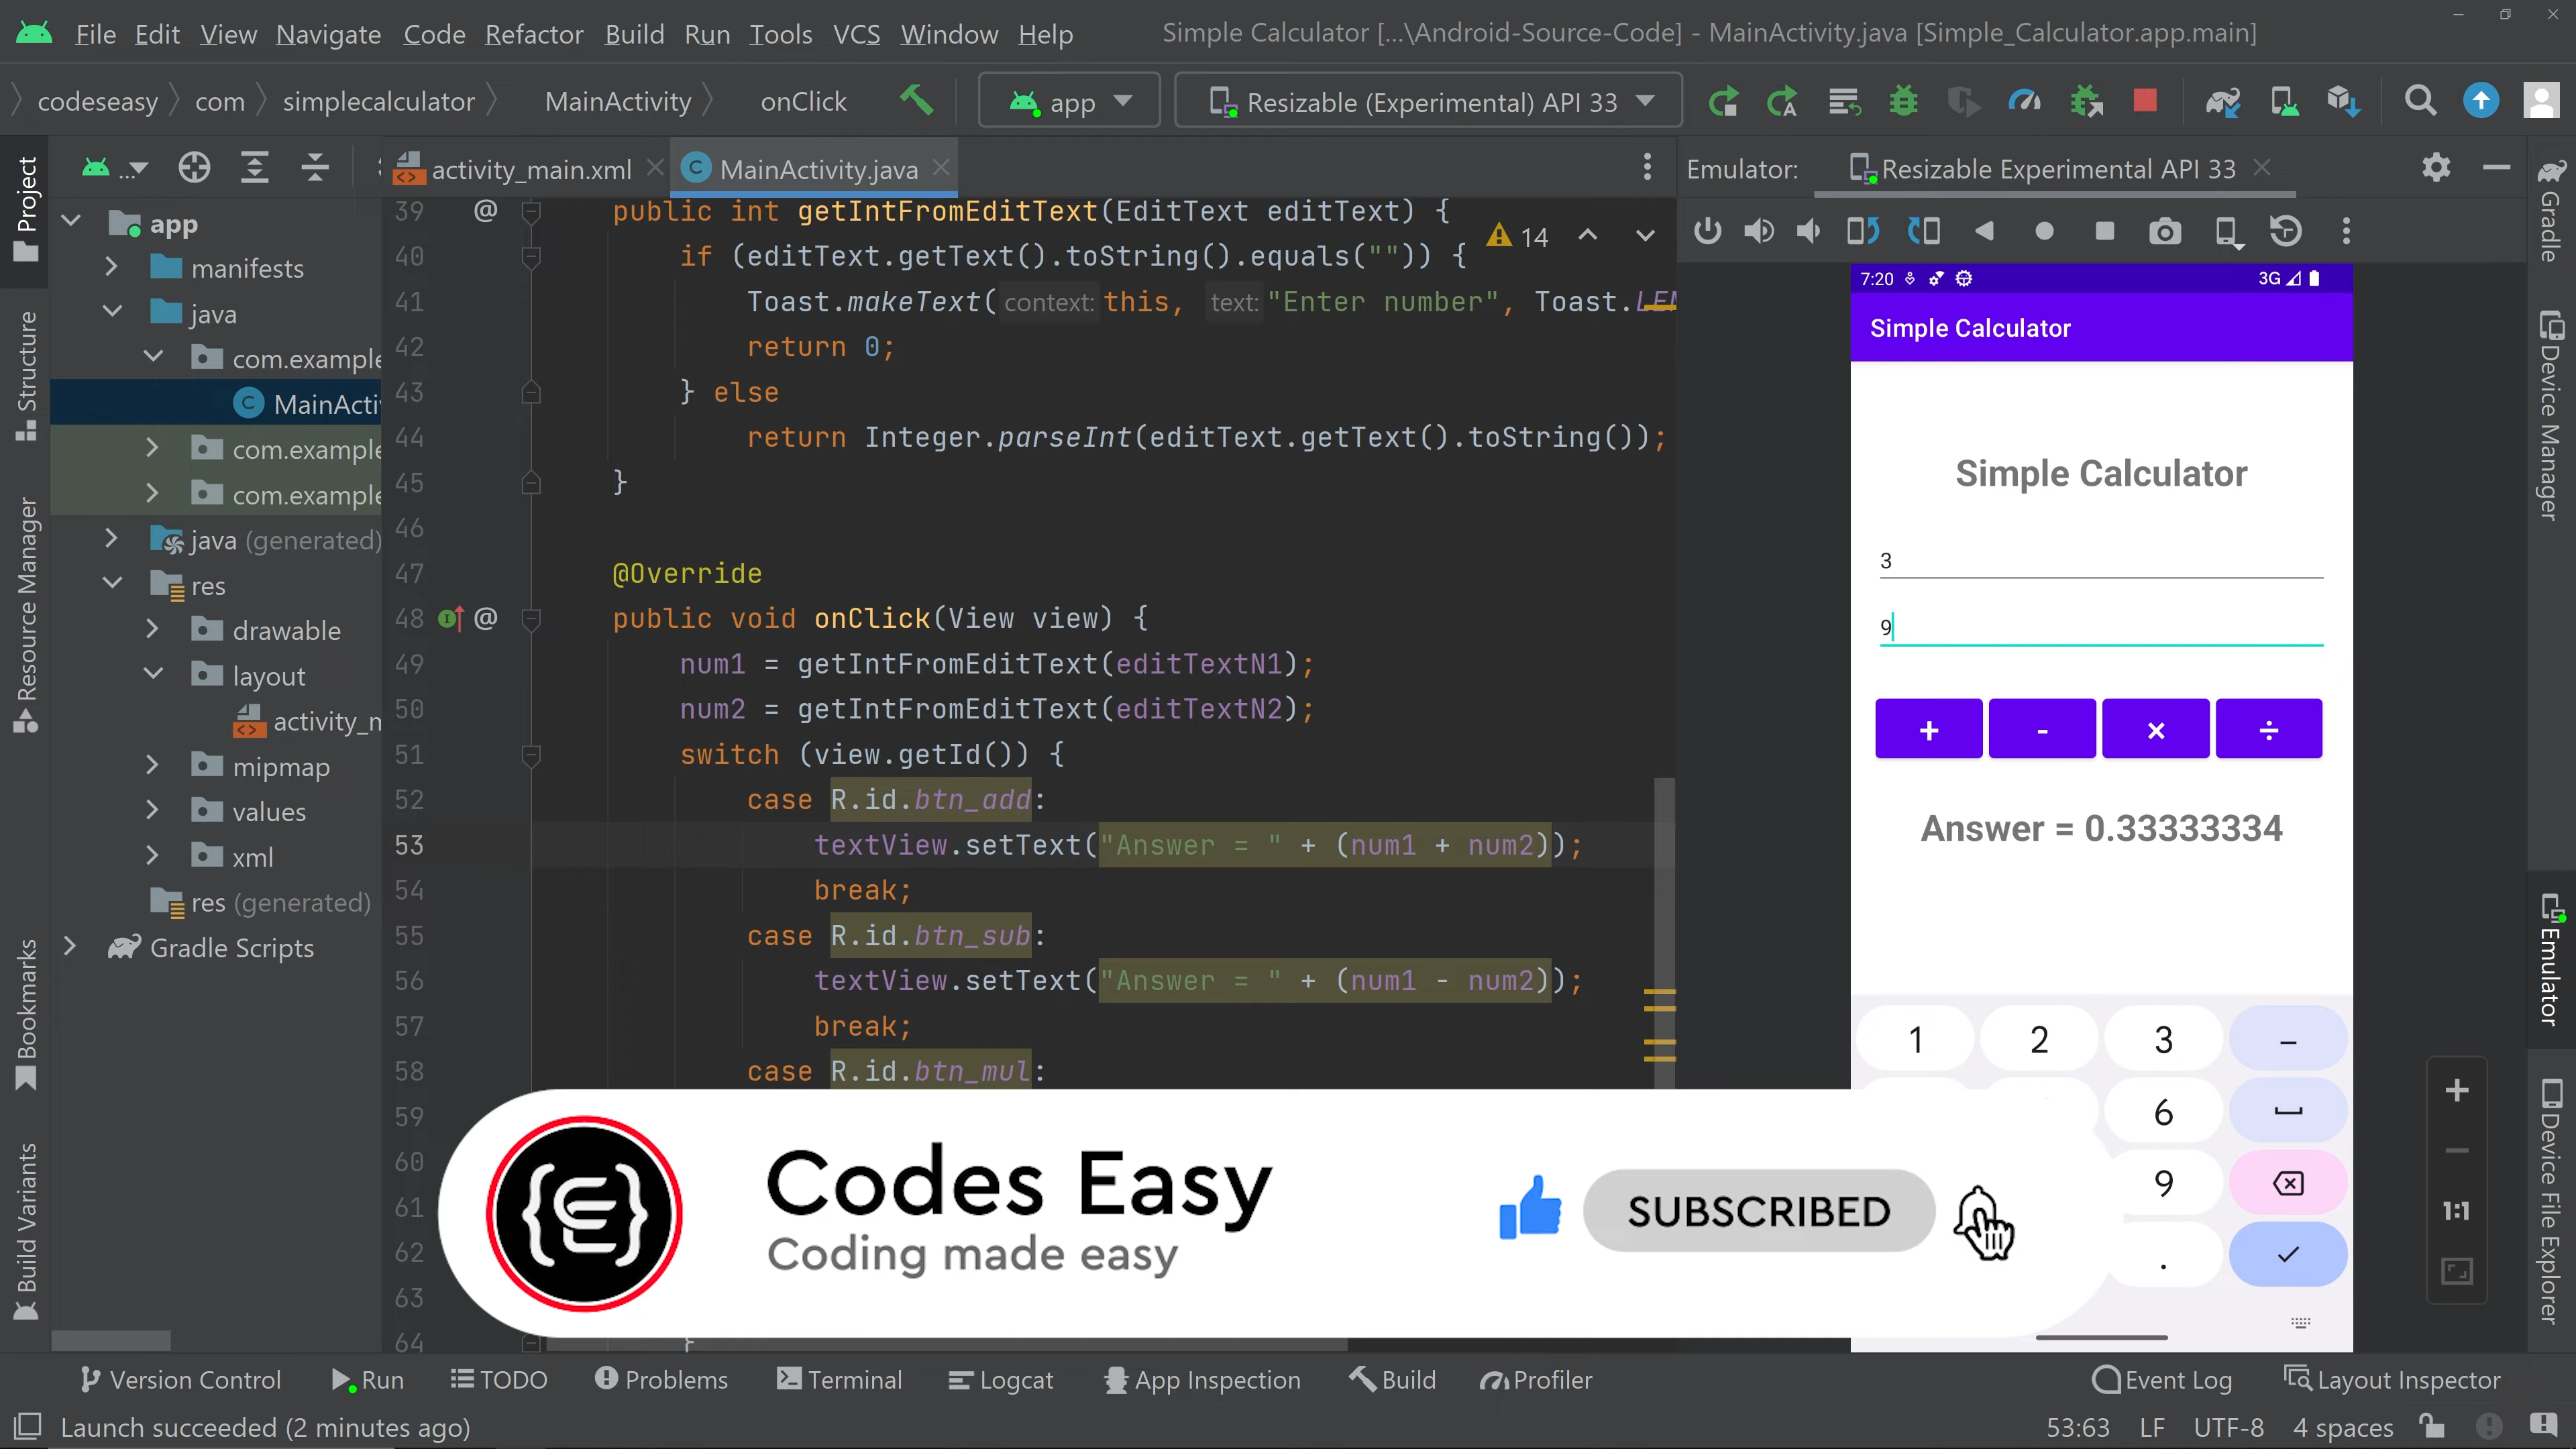 File Edit View Navigate Code Refactor Build Run Tools VCS Window Help
Simple Calculator [...\Android-Source-Code] - MainActivity.java [Simple_Calculator.app.main]
codeseasy com simplecalculator MainActivity onClick
app
Resizable (Experimental) API 33
Project
Structure
Resource Manager
Bookmarks
Build Variants
app
manifests
java
com.example
MainActi
com.example
com.example
java (generated)
res
drawable
layout
activity_m
mipmap
values
xml
res (generated)
Gradle Scripts
activity_main.xml
MainActivity.java
14
39 @ public int getIntFromEditText(EditText editText) {
40 if (editText.getText().toString().equals("")) {
41 Toast.makeText( context: this, text: "Enter number", Toast.LEN
42 return 0;
43 } else
44 return Integer.parseInt(editText.getText().toString());
45 }
46
47 @Override
48 @ public void onClick(View view) {
49 num1 = getIntFromEditText(editTextN1);
50 num2 = getIntFromEditText(editTextN2);
51 switch (view.getId()) {
52 case R.id.btn_add:
53 textView.setText("Answer = " + (num1 + num2));
54 break;
55 case R.id.btn_sub:
56 textView.setText("Answer = " + (num1 - num2));
57 break;
58 case R.id.btn_mul:
59
60
61
62
63
64 }
Emulator: Resizable Experimental API 33
7:20
3G
Simple Calculator
Simple Calculator
3
9
+ - × ÷
Answer = 0.33333334
1 2 3 –
6
9
.
Codes Easy
Coding made easy
SUBSCRIBED
1:1
Gradle
Device Manager
Emulator
Device File Explorer
Version Control Run TODO Problems Terminal Logcat App Inspection Build Profiler Event Log Layout Inspector
Launch succeeded (2 minutes ago)
53:63 LF UTF-8 4 spaces